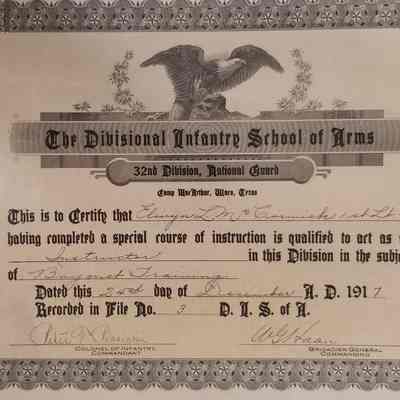 The Divisional Infantry School of Arms
32nd Division, National Guard
Camp MacArthur, Waco, Texas
This is to Certify that L McCormick 1st Lt
having completed a special course of instruction is qualified to act as
Instructor in this Division in the subj
of Bayonet Training
Dated this 24th day of December A. D. 1917
Recorded in File No. 3 D. I. S. of A.
W G Haan
COLONEL OF INFANTRY, BRIGADIER GENERAL
COMMANDANT COMMANDING